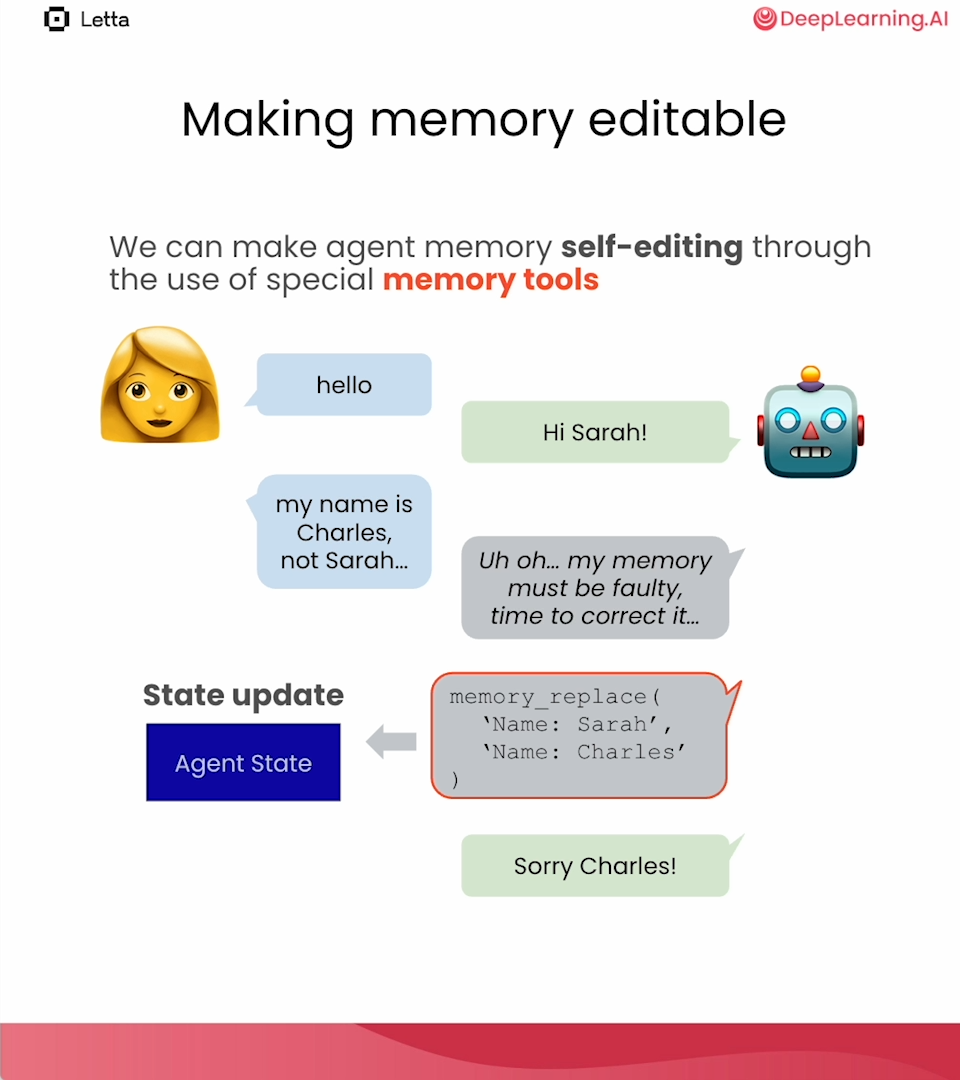 Letta
DeepLearning.AI
Making memory editable
We can make agent memory self-editing through
the use of special memory tools
hello
Hi Sarah!
my name is
Charles,
not Sarah...
Uh oh... my memory
must be faulty,
time to correct it...
State update
Agent State
memory_replace(
‘Name: Sarah’,
‘Name: Charles’
)
Sorry Charles!